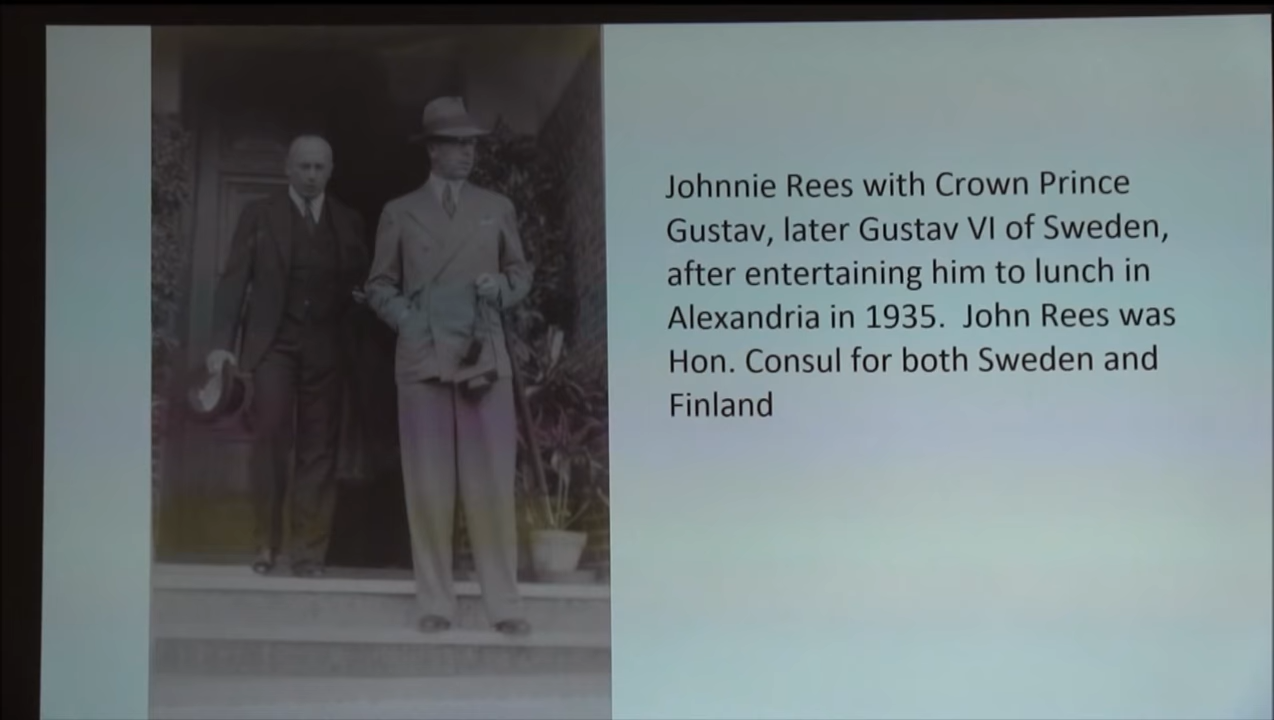 Johnnie Rees with Crown Prince
Gustav, later Gustav VI of Sweden,
after entertaining him to lunch in
Alexandria in 1935.  John Rees was
Hon. Consul for both Sweden and
Finland